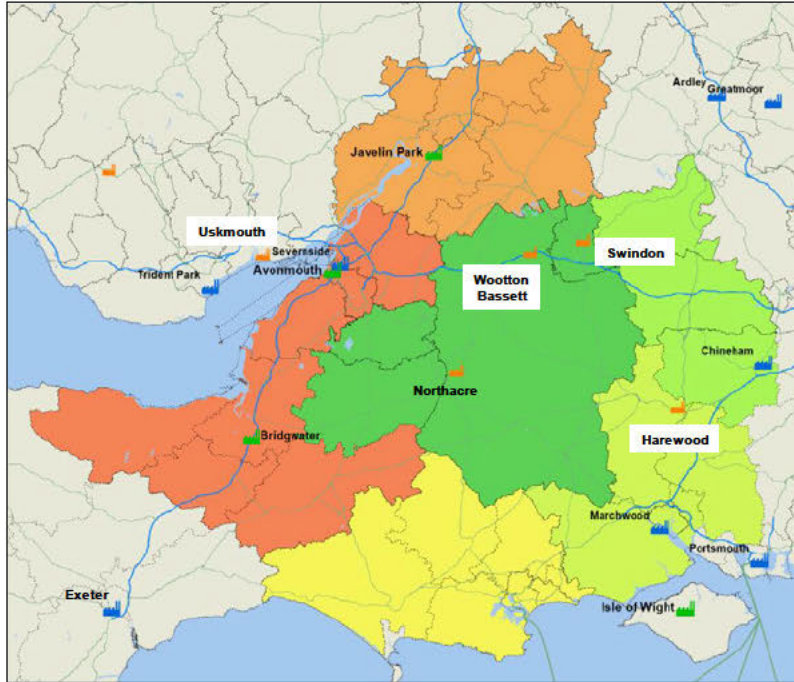 Ardley
Greatmoor
Javelin Park
Uskmouth
Severnside
Swindon
Avonmouth
Trident Park
Wootton
Bassett
Chineham
Northacre
Bridgwater
Harewood
Marchwood
Portsmouth
Exeter
Isle of Wight